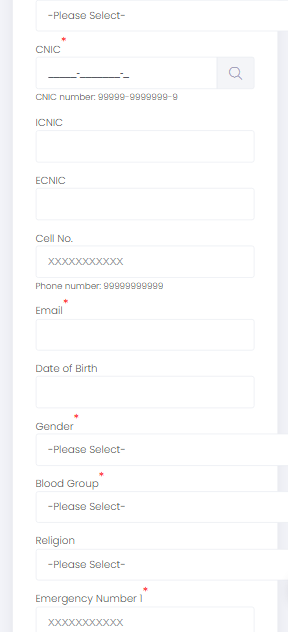 -Please Select-
CNIC*
_____-_______-_
CNIC number: 99999-9999999-9
ICNIC
ECNIC
Cell No.
XXXXXXXXXXX
Phone number: 99999999999
Email*
Date of Birth
Gender*
-Please Select-
Blood Group*
-Please Select-
Religion
-Please Select-
Emergency Number 1*
XXXXXXXXXXX